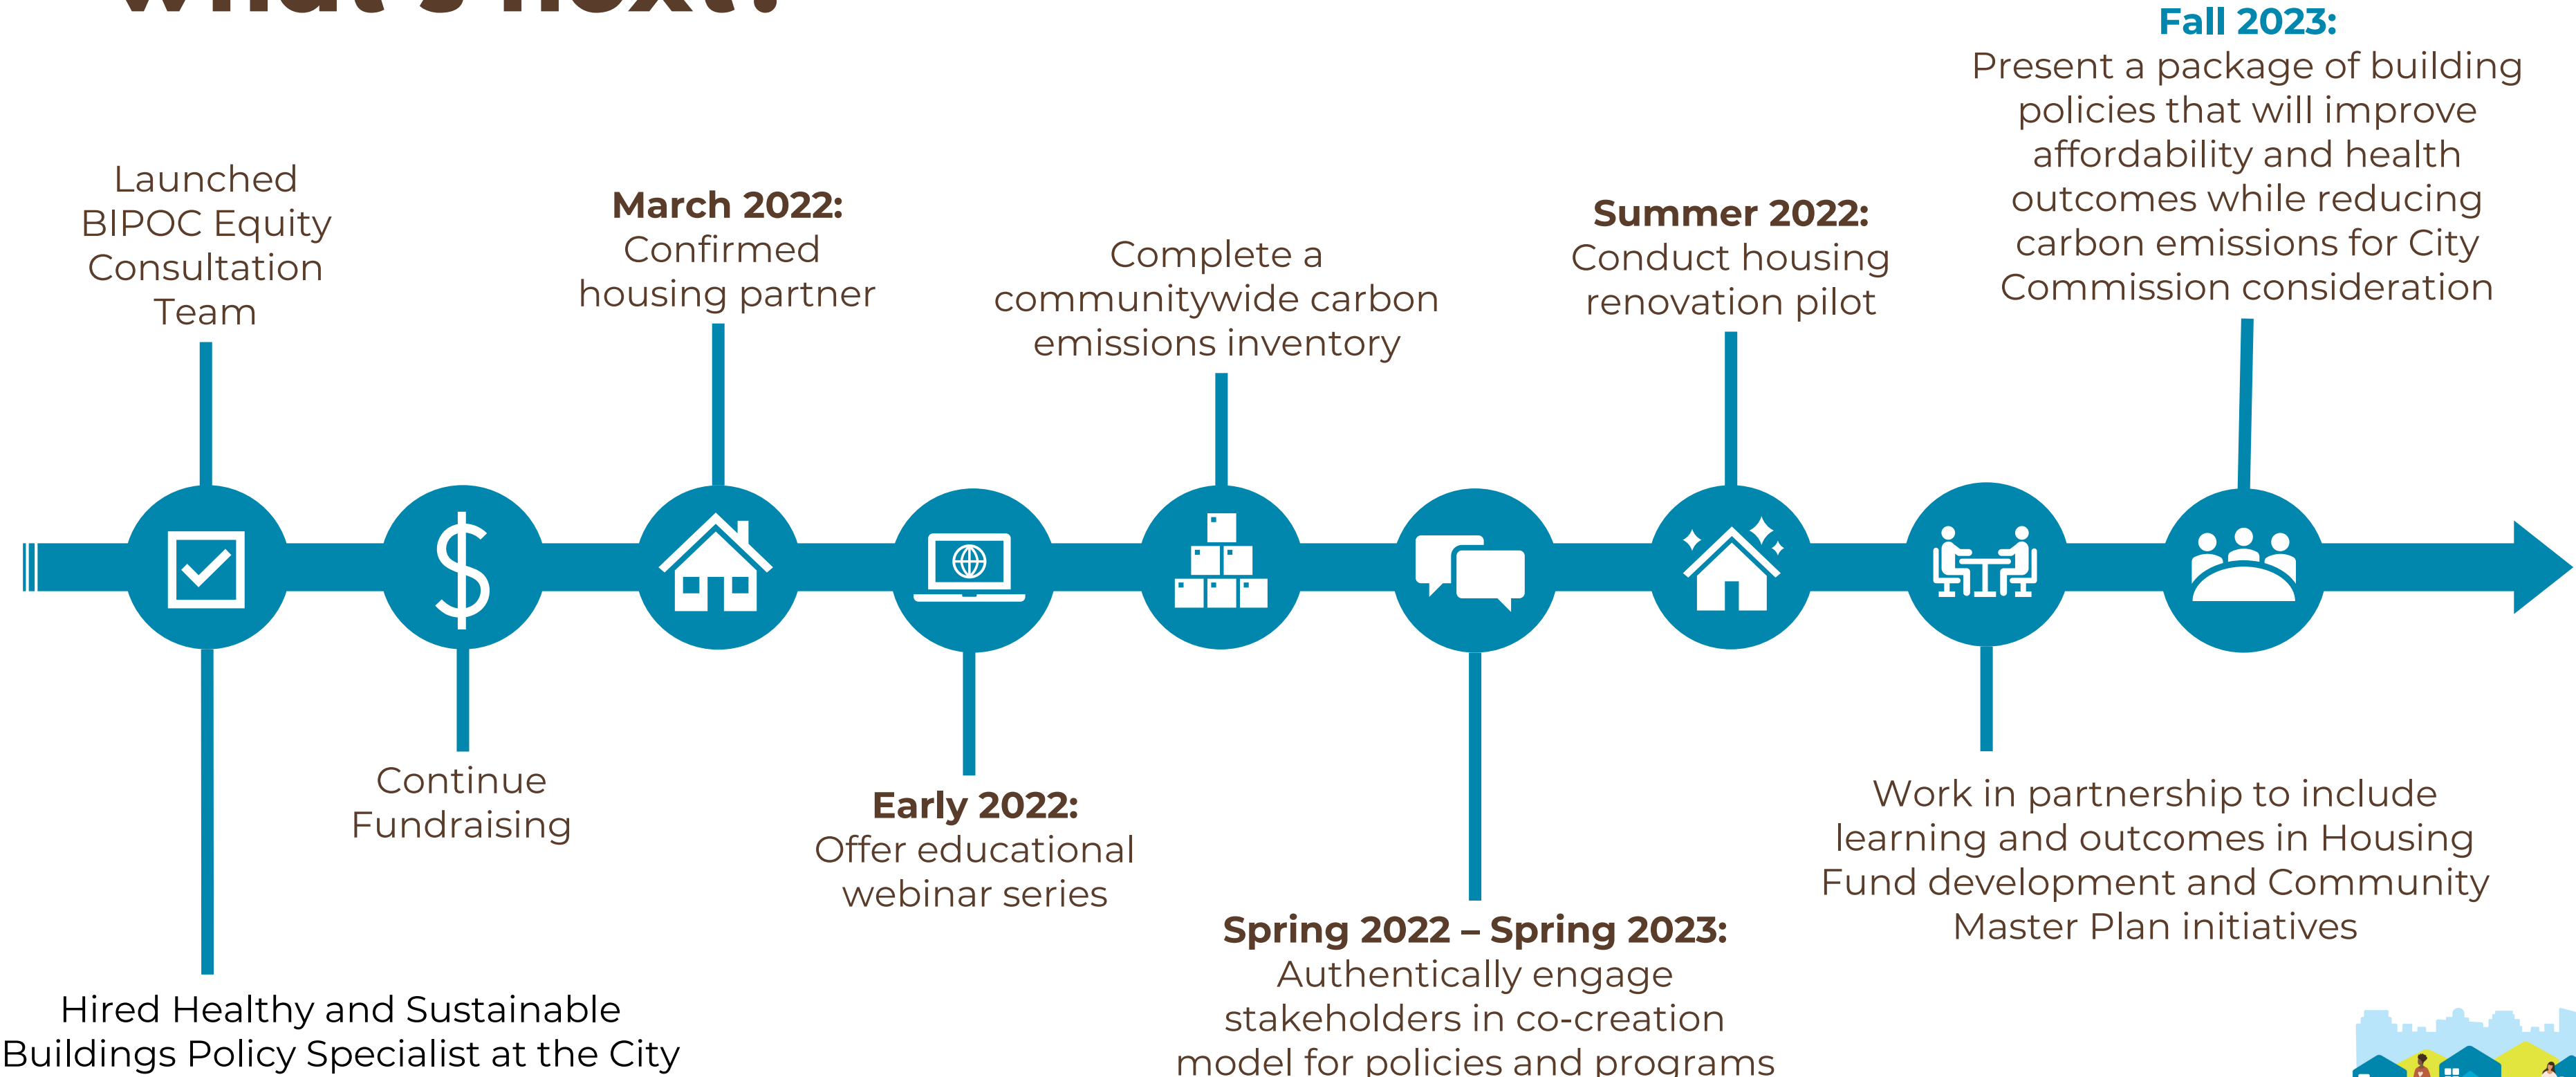 what's next?
Launched
BIPOC Equity
Consultation
Team
Hired Healthy and Sustainable
Buildings Policy Specialist at the City
Continue
Fundraising
March 2022:
Confirmed
housing partner
Early 2022:
Offer educational
webinar series
Complete a
communitywide carbon
emissions inventory
Spring 2022 – Spring 2023:
Authentically engage
stakeholders in co-creation
model for policies and programs
Summer 2022:
Conduct housing
renovation pilot
Work in partnership to include
learning and outcomes in Housing
Fund development and Community
Master Plan initiatives
Fall 2023:
Present a package of building
policies that will improve
affordability and health
outcomes while reducing
carbon emissions for City
Commission consideration